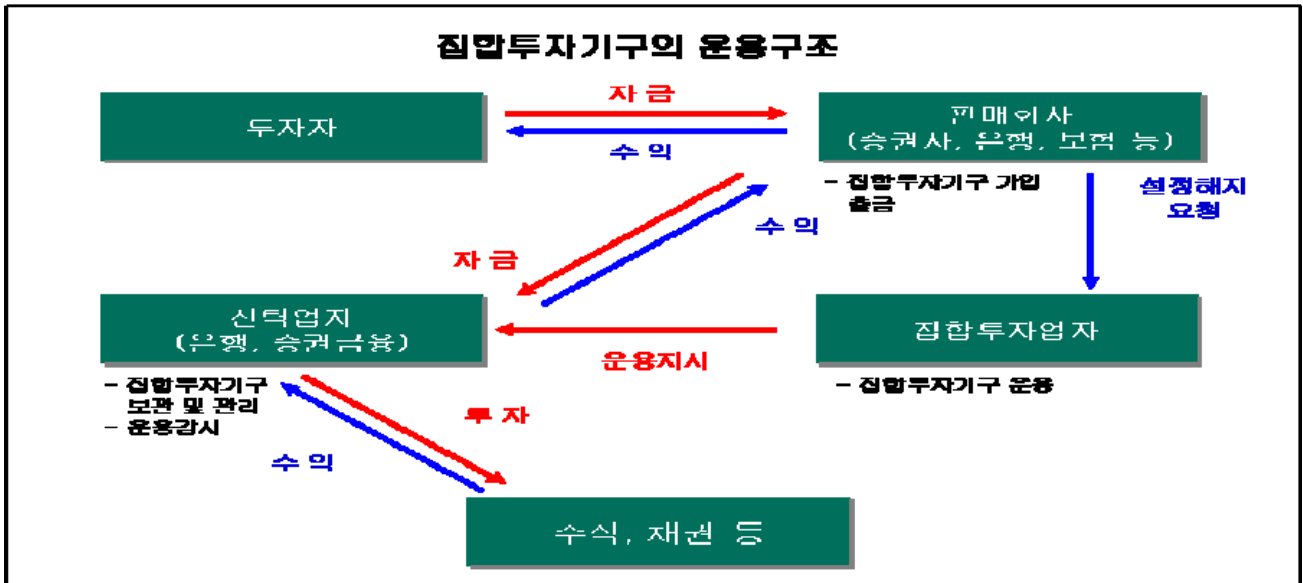 집합투자기구의 운용구조
투자자
자 금
수 익
판매회사
(증권사, 은행, 보험 등)
- 집합투자기구 가입
출금
설정해지
요청
자 금
수 익
신탁업자
(은행, 증권금융)
- 집합투자기구
보관 및 관리
- 운용감시
운용지시
집합투자업자
- 집합투자기구 운용
투 자
수 익
주식, 채권 등